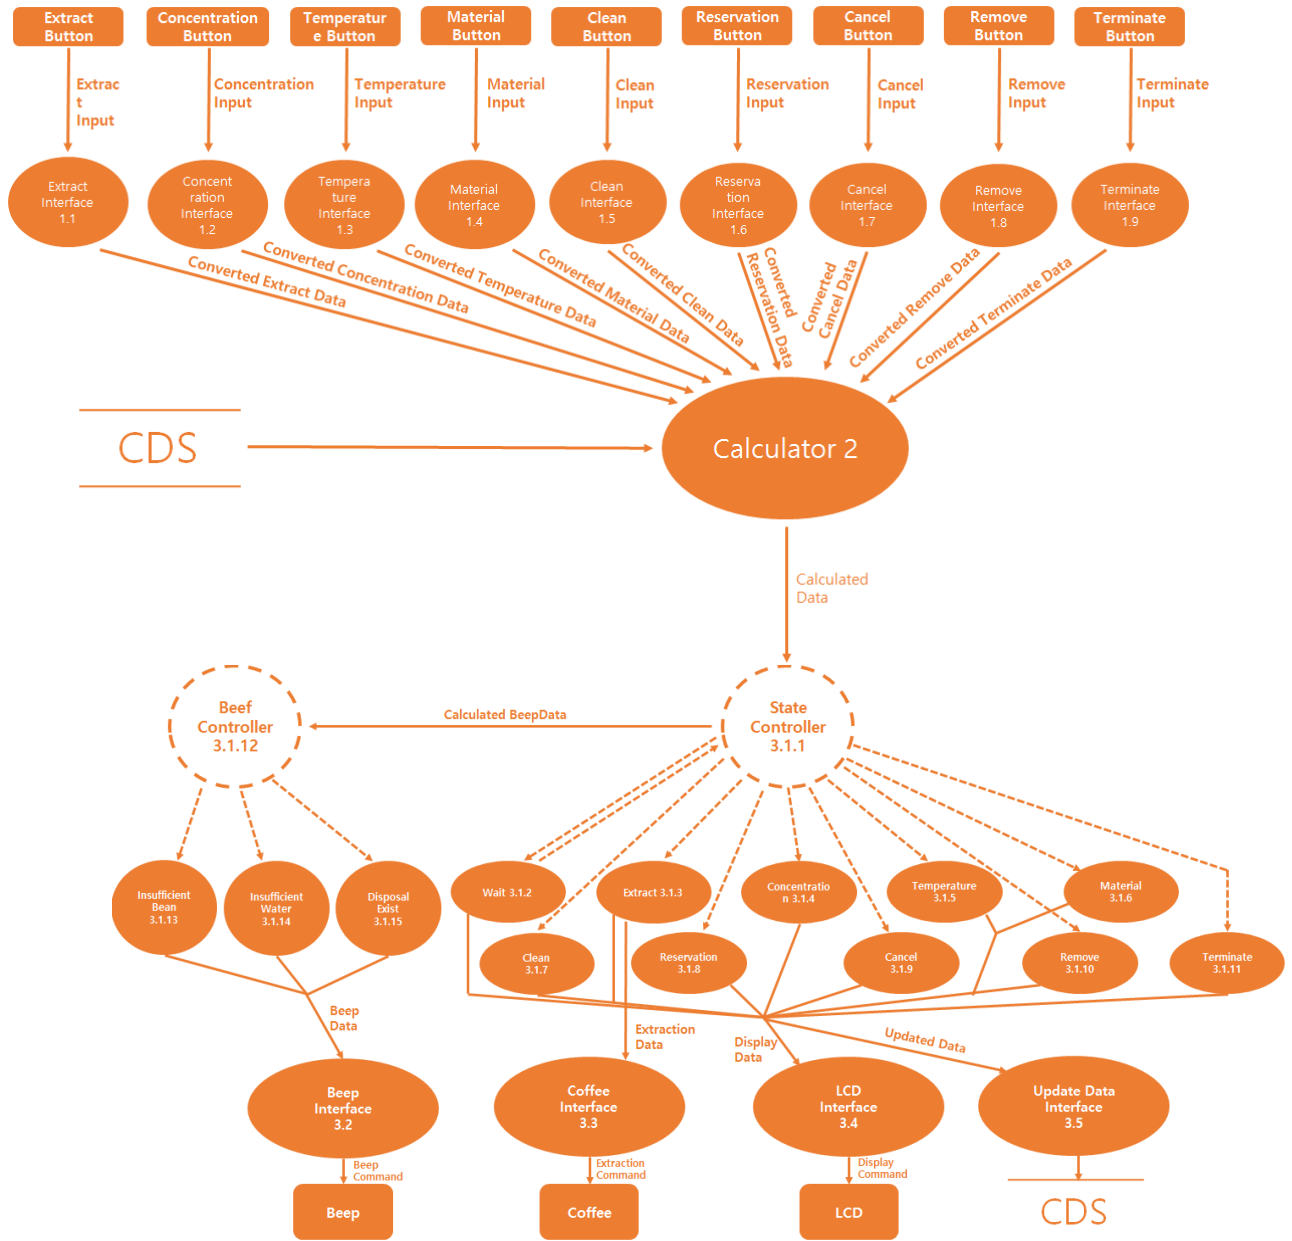 Extract
Button
Concentration
Button
Temperatur
e Button
Material
Button
Clean
Button
Reservation
Button
Cancel
Button
Remove
Button
Terminate
Button
Extrac
t
Input
Concentration
Input
Temperature
Input
Material
Input
Clean
Input
Reservation
Input
Cancel
Input
Remove
Input
Terminate
Input
Extract
Interface
1.1
Concent
ration
Interface
1.2
Tempera
ture
Interface
1.3
Material
Interface
1.4
Clean
Interface
1.5
Reserva
tion
Interface
1.6
Cancel
Interface
1.7
Remove
Interface
1.8
Terminate
Interface
1.9
Converted Extract Data
Converted Concentration Data
Converted Temperature Data
Converted Material Data
Converted Clean Data
Converted
Reservation Data
Converted
Cancel Data
Converted Remove Data
Converted Terminate Data
CDS
Calculator 2
Calculated
Data
Beef
Controller
3.1.12
Calculated BeepData
State
Controller
3.1.1
Insufficient
Bean
3.1.13
Insufficient
Water
3.1.14
Disposal
Exist
3.1.15
Wait 3.1.2
Extract 3.1.3
Concentratio
n 3.1.4
Temperature
3.1.5
Material
3.1.6
Clean
3.1.7
Reservation
3.1.8
Cancel
3.1.9
Remove
3.1.10
Terminate
3.1.11
Beep
Data
Extraction
Data
Display
Data
Updated Data
Beep
Interface
3.2
Coffee
Interface
3.3
LCD
Interface
3.4
Update Data
Interface
3.5
Beep
Command
Extraction
Command
Display
Command
Beep
Coffee
LCD
CDS